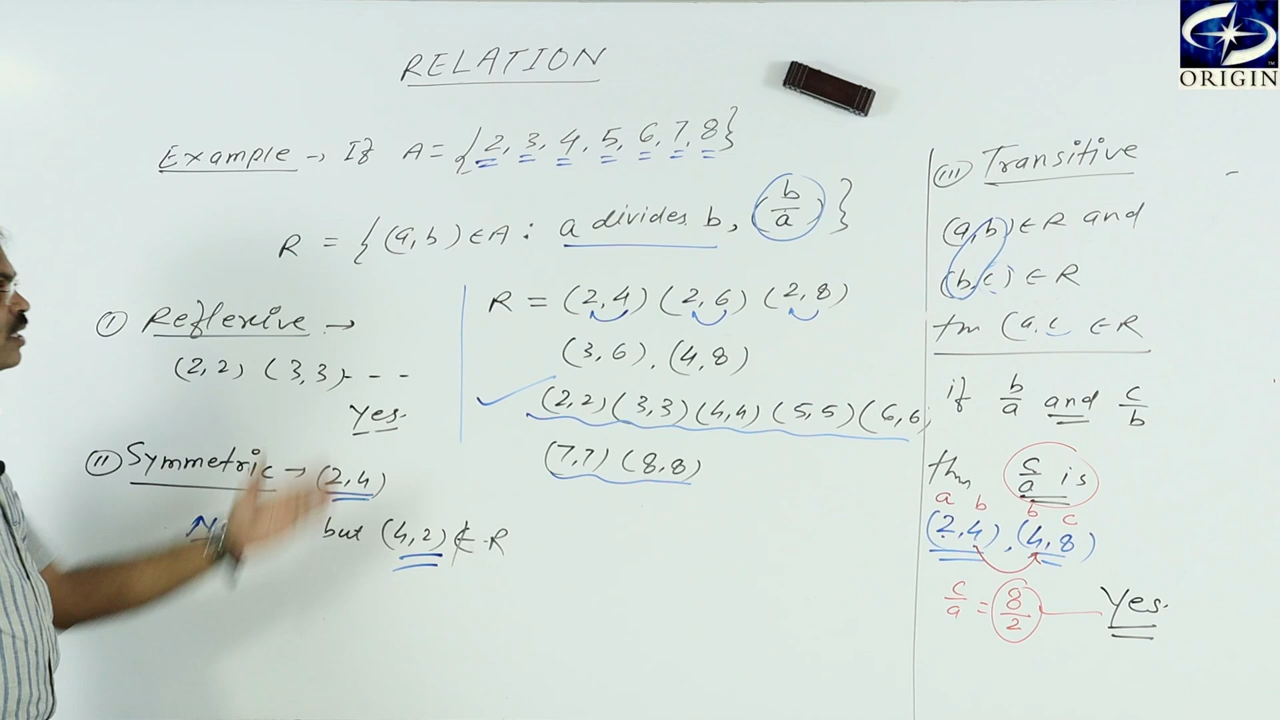 ORIGIN
RELATION
Example → If A = {2, 3, 4, 5, 6, 7, 8}
R = {(a,b) ∈ A : a divides b, (b/a)}
(I) Reflexive →
(2,2) (3,3) - - -
Yes.
(II) Symmetric → (2,4)
but (4,2) ∉ R
R = (2,4) (2,6) (2,8)
(3,6), (4,8)
(2,2) (3,3) (4,4) (5,5) (6,6)
(7,7) (8,8)
(III) Transitive
(a,b) ∈ R and
(b,c) ∈ R
(a,c ∈ R
if b/a and c/b
c/a is
a b b c
(2,4), (4,8)
c/a = 8/2 — Yes.